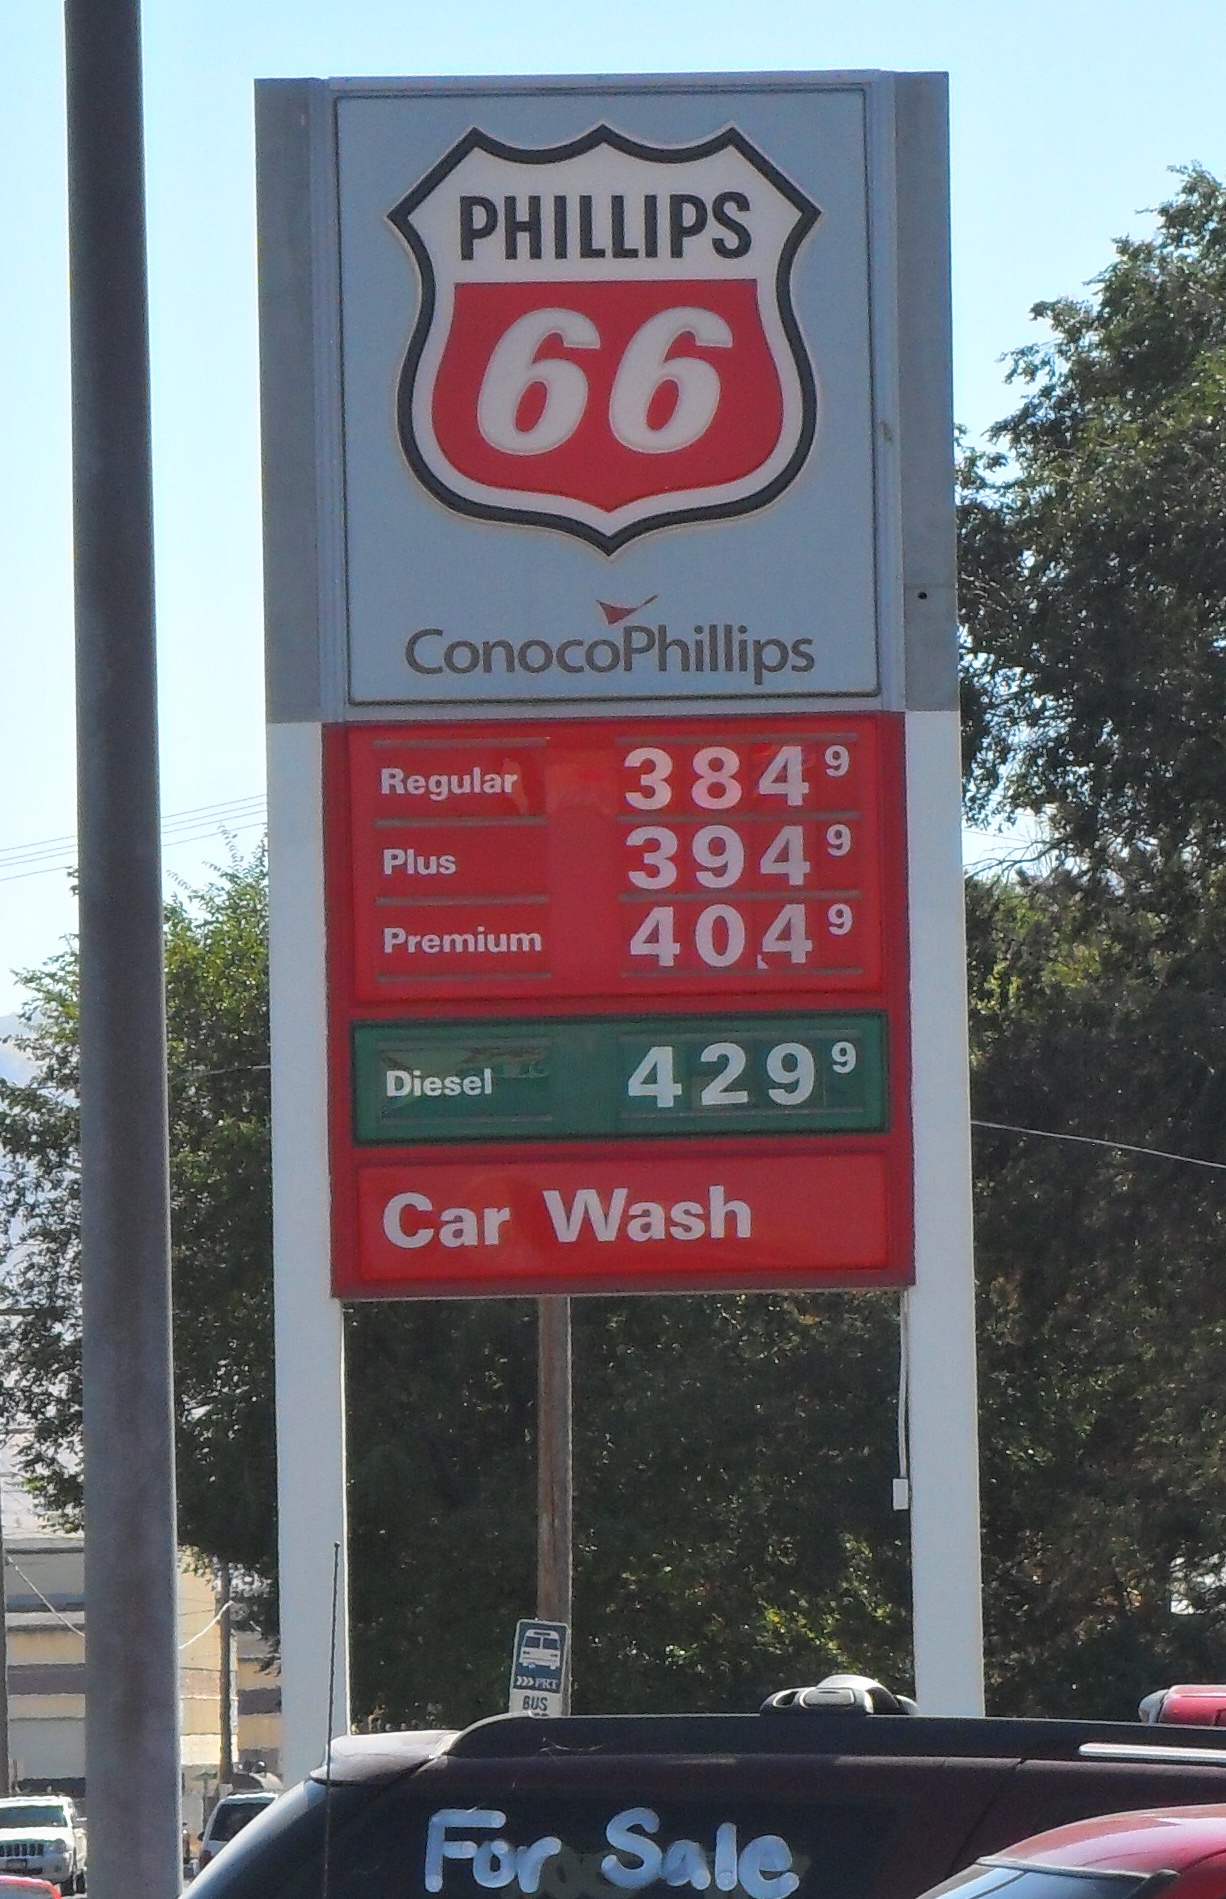 PHILLIPS
66
ConocoPhillips
Regular 384 9
Plus 394 9
Premium 404 9
Diesel 429 9
Car Wash
>>> PRT
BUS
For Sale